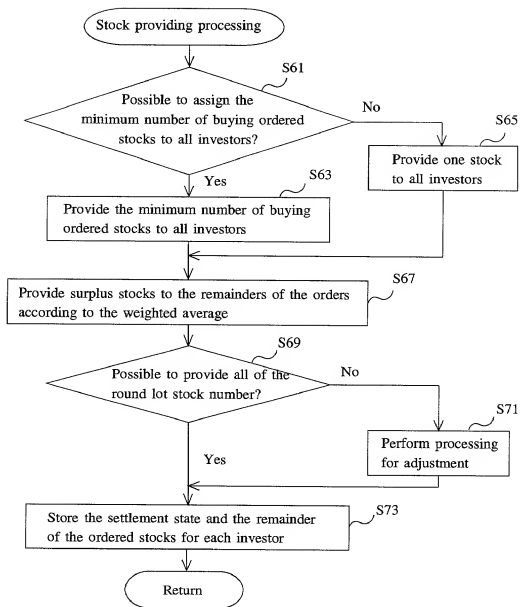 Stock providing processing
S61
Possible to assign the
minimum number of buying ordered
stocks to all investors?
No
S65
Provide one stock
to all investors
Yes
S63
Provide the minimum number of buying
ordered stocks to all investors
S67
Provide surplus stocks to the remainders of the orders
according to the weighted average
S69
Possible to provide all of the
round lot stock number?
No
S71
Perform processing
for adjustment
Yes
S73
Store the settlement state and the remainder
of the ordered stocks for each investor
Return